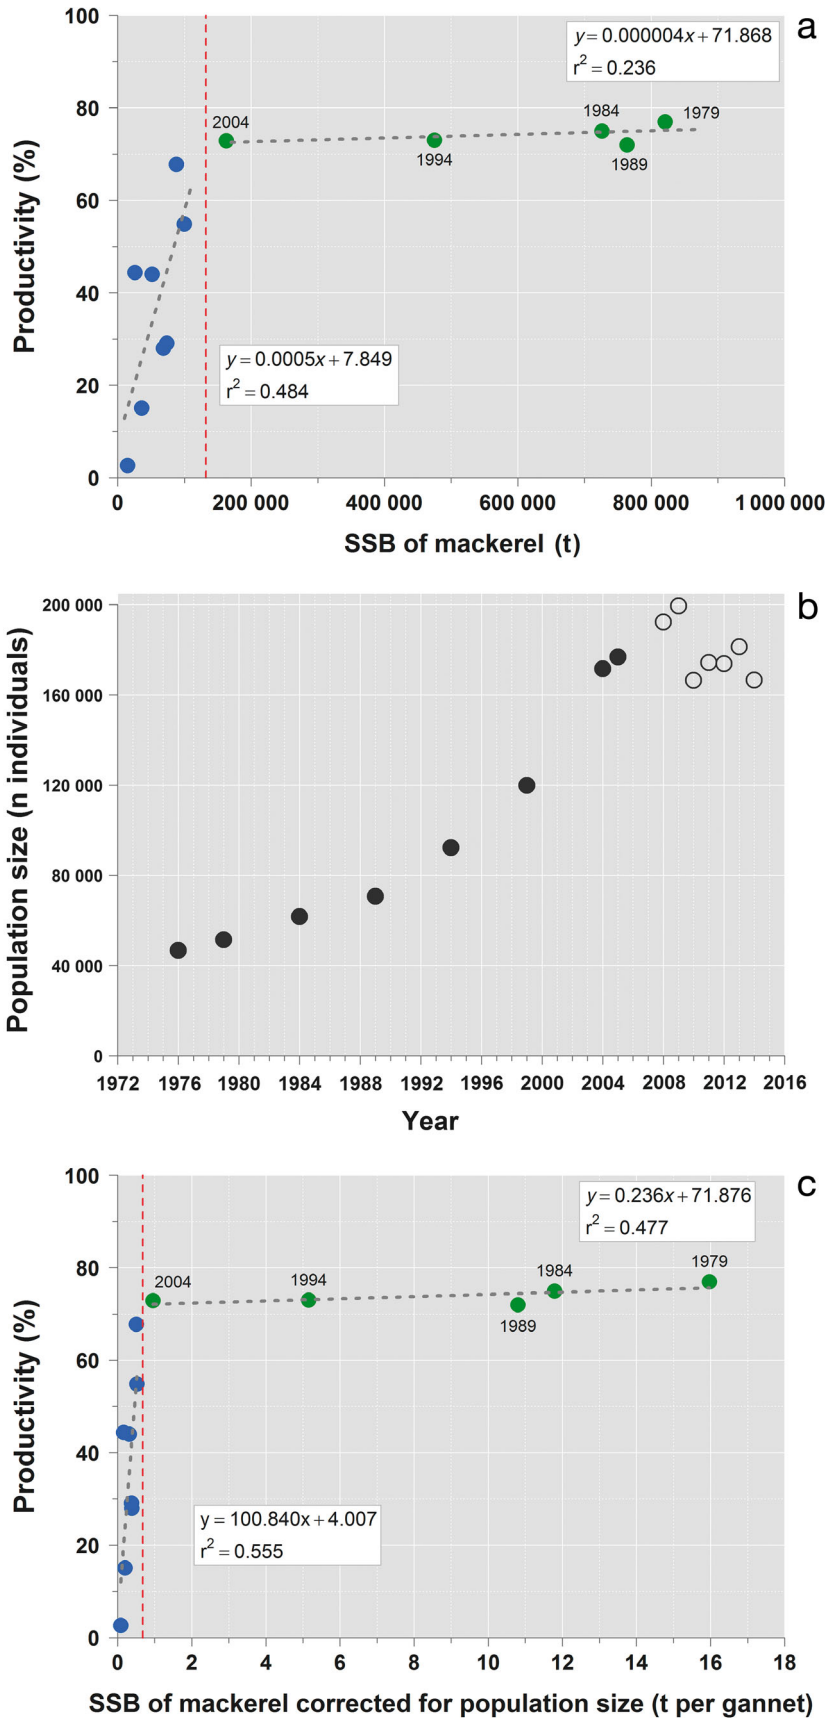 a
100
80
60
40
20
0
Productivity (%)
y = 0.000004x + 71.868
r2 = 0.236
2004
1994
1984
1979
1989
y = 0.0005x + 7.849
r2 = 0.484
0 200 000 400 000 600 000 800 000 1 000 000
SSB of mackerel (t)
b
200 000
160 000
120 000
80 000
40 000
0
Population size (n individuals)
1972 1976 1980 1984 1988 1992 1996 2000 2004 2008 2012 2016
Year
c
100
80
60
40
20
0
Productivity (%)
y = 0.236x + 71.876
r2 = 0.477
2004
1994
1984
1979
1989
y = 100.840x + 4.007
r2 = 0.555
0 2 4 6 8 10 12 14 16 18
SSB of mackerel corrected for population size (t per gannet)